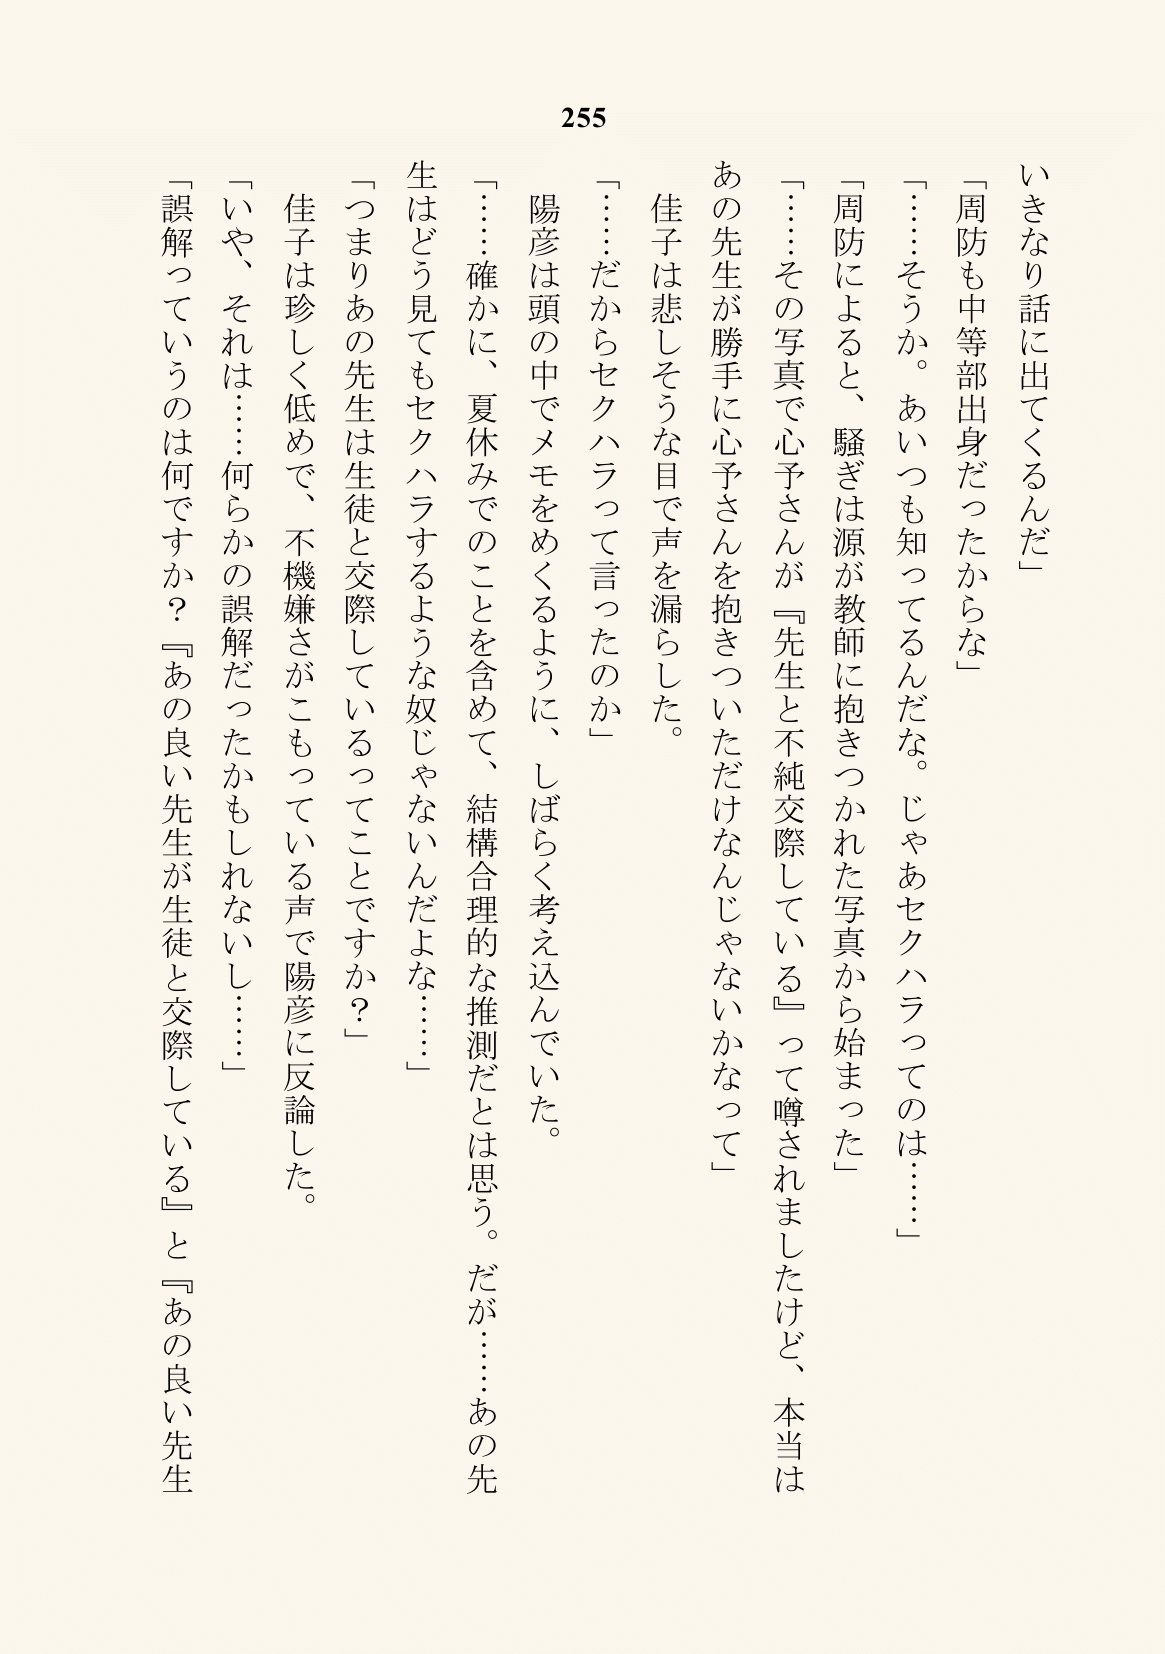 255
いきなり話に出てくるんだ」
「周防も中等部出身だったからな」
「……そうか。あいつも知ってるんだな。じゃあセクハラってのは……」
「周防によると、騒ぎは源が教師に抱きつかれた写真から始まった」
「……その写真で心予さんが『先生と不純交際している』って噂されましたけど、本当は
あの先生が勝手に心予さんを抱きついただけなんじゃないかなって」
　佳子は悲しそうな目で声を漏らした。
「……だからセクハラって言ったのか」
　陽彦は頭の中でメモをめくるように、しばらく考え込んでいた。
「……確かに、夏休みでのことを含めて、結構合理的な推測だとは思う。だが……あの先
生はどう見てもセクハラするような奴じゃないんだよな……」
「つまりあの先生は生徒と交際しているってことですか？」
　佳子は珍しく低めで、不機嫌さがこもっている声で陽彦に反論した。
「いや、それは……何らかの誤解だったかもしれないし……」
「誤解っていうのは何ですか？『あの良い先生が生徒と交際している』と『あの良い先生